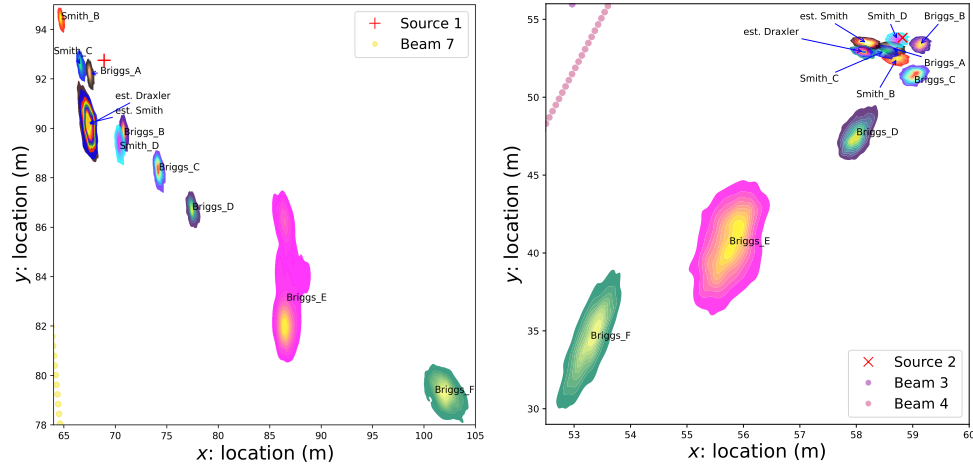 Source 1
Beam 7
Smith_B
Smith_C
Briggs_A
est. Draxler
est. Smith
Briggs_B
Smith_D
Briggs_C
Briggs_D
Briggs_E
Briggs_F
94
92
90
88
86
84
82
80
78
65
70
75
80
85
90
95
100
105
x: location (m)
y: location (m)
est. Smith
Smith_D
Briggs_B
est. Draxler
Smith_C
Briggs_A
Briggs_C
Smith_B
Briggs_D
Briggs_E
Briggs_F
Source 2
Beam 3
Beam 4
55
50
45
40
35
30
53
54
55
56
57
58
59
60
x: location (m)
y: location (m)